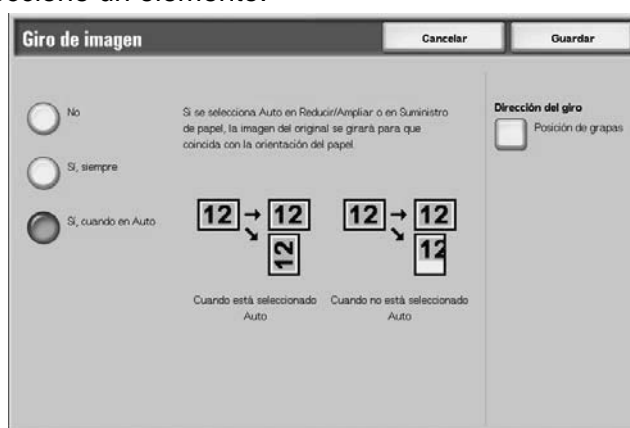 cione un elemento.
Giro de imagen
Cancelar
Guardar
No
Sí, siempre
Sí, cuando en Auto
Si se selecciona Auto en Reducir/Ampliar o en Suministro
de papel, la imagen del original se girará para que
coincida con la orientación del papel.
12 → 12
12
12 → 12
12
Cuando está seleccionado
Auto
Cuando no está seleccionado
Auto
Dirección del giro
Posición de grapas